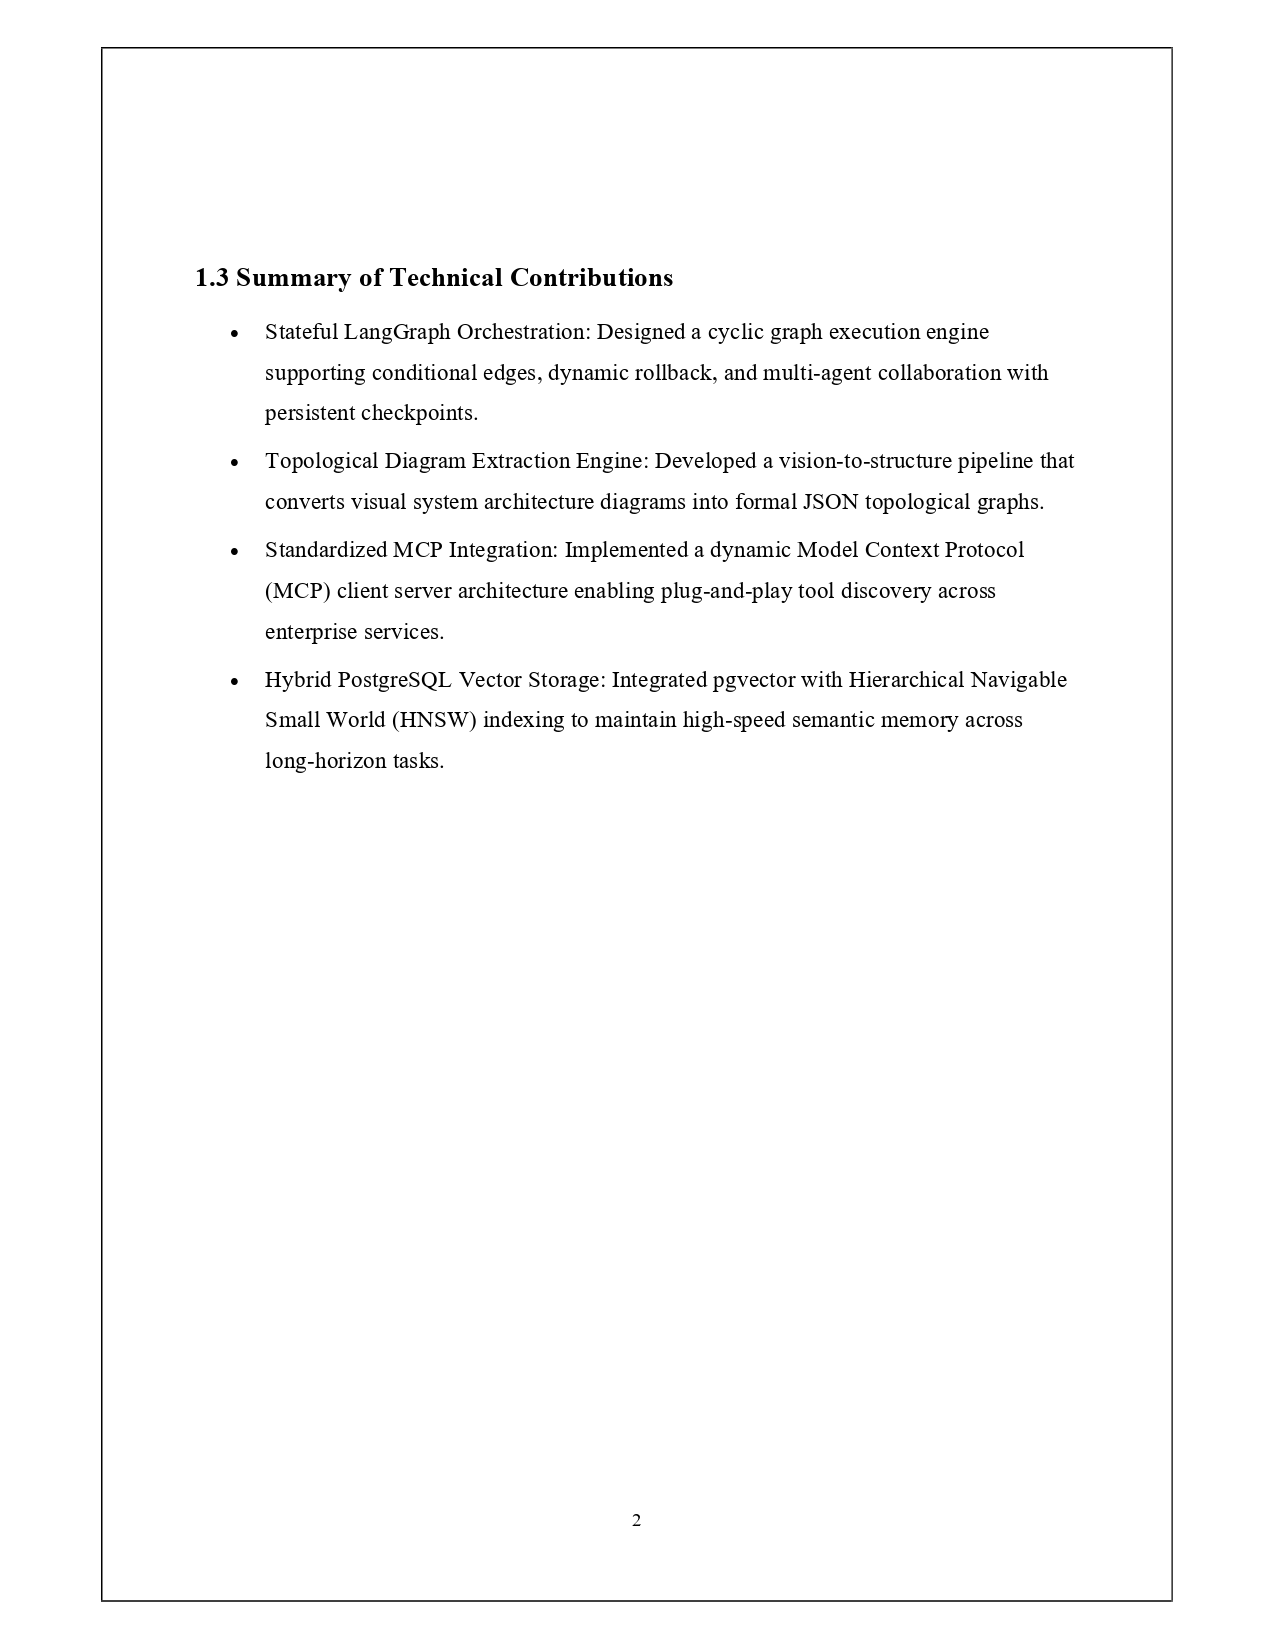 1.3 Summary of Technical Contributions
• Stateful LangGraph Orchestration: Designed a cyclic graph execution engine
supporting conditional edges, dynamic rollback, and multi-agent collaboration with
persistent checkpoints.
• Topological Diagram Extraction Engine: Developed a vision-to-structure pipeline that
converts visual system architecture diagrams into formal JSON topological graphs.
• Standardized MCP Integration: Implemented a dynamic Model Context Protocol
(MCP) client server architecture enabling plug-and-play tool discovery across
enterprise services.
• Hybrid PostgreSQL Vector Storage: Integrated pgvector with Hierarchical Navigable
Small World (HNSW) indexing to maintain high-speed semantic memory across
long-horizon tasks.
2